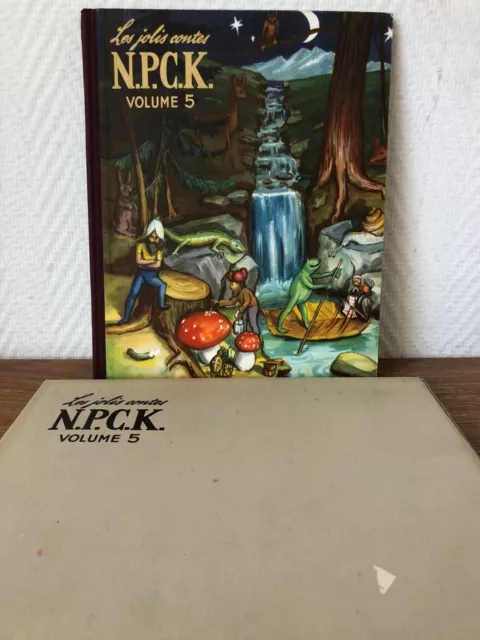 Les jolis contes
N.P.C.K.
VOLUME 5
Les jolis contes
N.P.C.K.
VOLUME 5